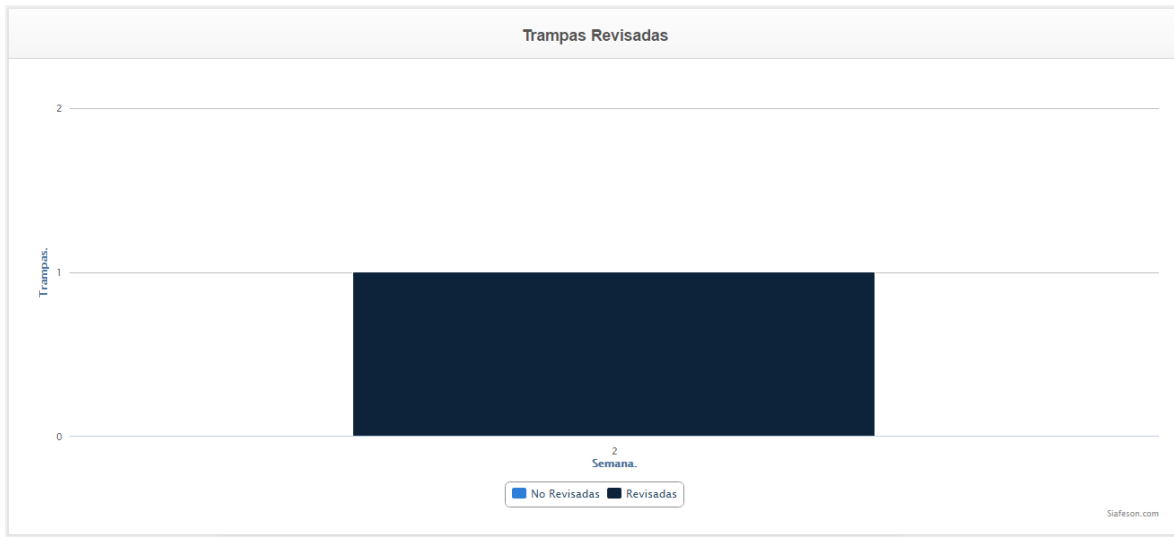 Trampas Revisadas
2
Trampas.
1
0
2
Semana.
No Revisadas Revisadas
Siafeson.com